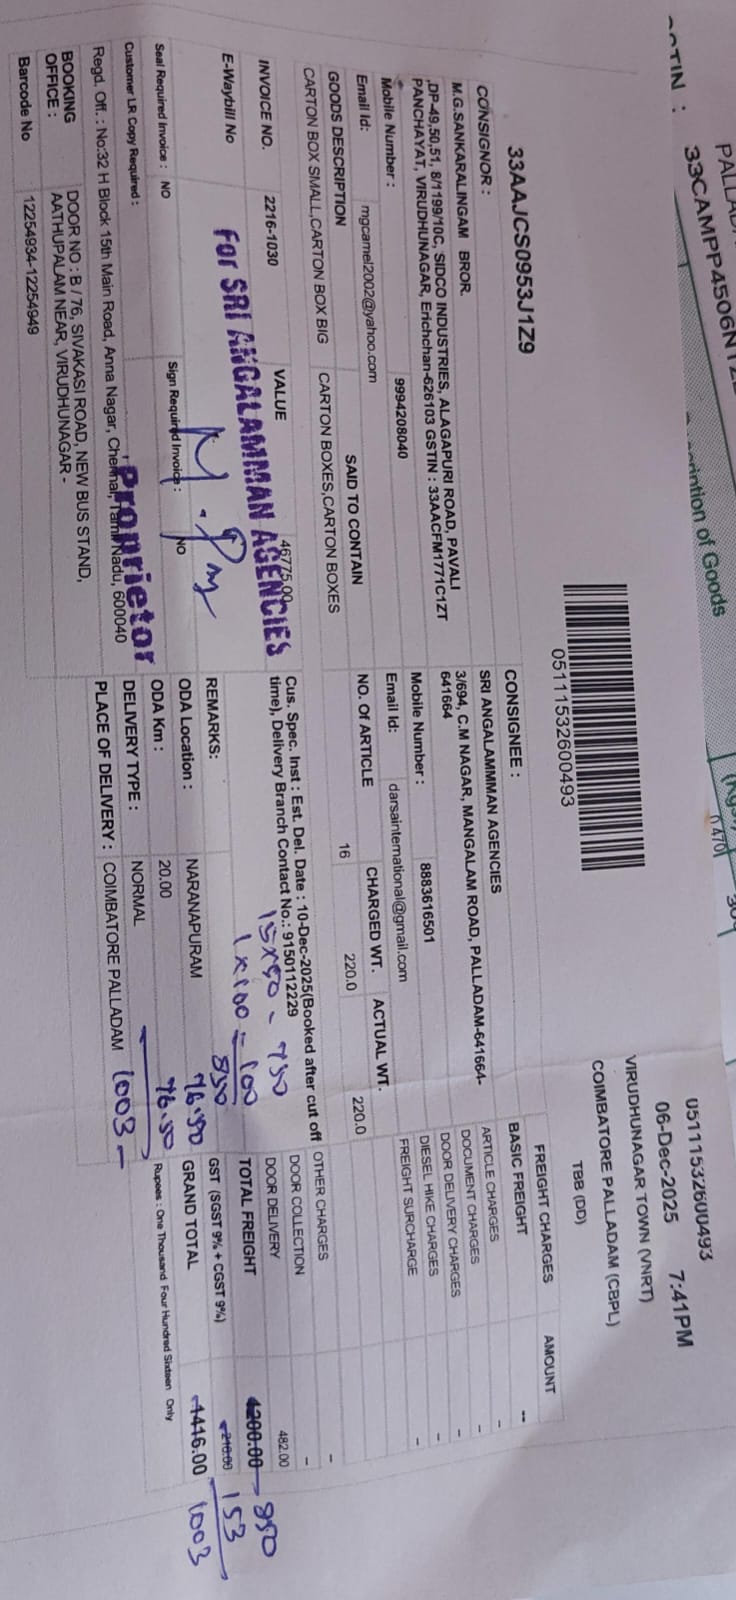 GSTIN :
33CAMPP4506N1Z
Description of Goods
05111532600493
33AAJCS0953J1Z9
05111532600493
06-Dec-2025 7:41PM
VIRUDHUNAGAR TOWN (VNRT)
COIMBATORE PALLADAM (CBPL)
TBB (DD)
CONSIGNOR :
M.G.SANKARALINGAM BROR.
,DP-49,50,51, 8/1199/10C, SIDCO INDUSTRIES, ALAGAPURI ROAD, PAVALI
PANCHAYAT, VIRUDHUNAGAR, Erichchan-626103 GSTIN : 33AACFM1771C1ZT
Mobile Number : 9994208040
Email Id: mgcamel2002@yahoo.com
CONSIGNEE :
SRI ANGALAMMMAN AGENCIES
3/694, C.M NAGAR, MANGALAM ROAD, PALLADAM-641664-
641664
Mobile Number : 8883616501
Email Id: darsainternational@gmail.com
GOODS DESCRIPTION SAID TO CONTAIN NO. Of ARTICLE CHARGED WT. ACTUAL WT.
CARTON BOX SMALL,CARTON BOX BIG CARTON BOXES,CARTON BOXES 16 220.0 220.0
INVOICE NO. 2216-1030 VALUE 46775.00
E-Waybill No
For SRI ANGALAMMAN AGENCIES
Proprietor
Seal Required Invoice : NO Sign Required Invoice : NO
Customer LR Copy Required :
Regd. Off. : No:32 H Block 15th Main Road, Anna Nagar, Chennai, Tamil Nadu, 600040
BOOKING OFFICE : DOOR NO : B / 76, SIVAKASI ROAD, NEW BUS STAND,
AATHUPALAM NEAR, VIRUDHUNAGAR -
Barcode No 12254934-12254949
Cus. Spec. Inst : Est. Del. Date : 10-Dec-2025(Booked after cut off
time), Delivery Branch Contact No.: 9150112229
15x50 - 750
1x100 - 100
850
76.50
76.50
1003 -
REMARKS:
ODA Location : NARANAPURAM
ODA Km : 20.00
DELIVERY TYPE : NORMAL
PLACE OF DELIVERY : COIMBATORE PALLADAM
FREIGHT CHARGES AMOUNT
BASIC FREIGHT --
ARTICLE CHARGES -
DOCUMENT CHARGES -
DOOR DELIVERY CHARGES -
DIESEL HIKE CHARGES -
FREIGHT SURCHARGE -
OTHER CHARGES -
DOOR COLLECTION -
DOOR DELIVERY 482.00
TOTAL FREIGHT 1200.00 850
GST (SGST 9% + CGST 9%) 216.00 153
GRAND TOTAL 1416.00 1003
Rupees : One Thousand Four Hundred Sixteen Only